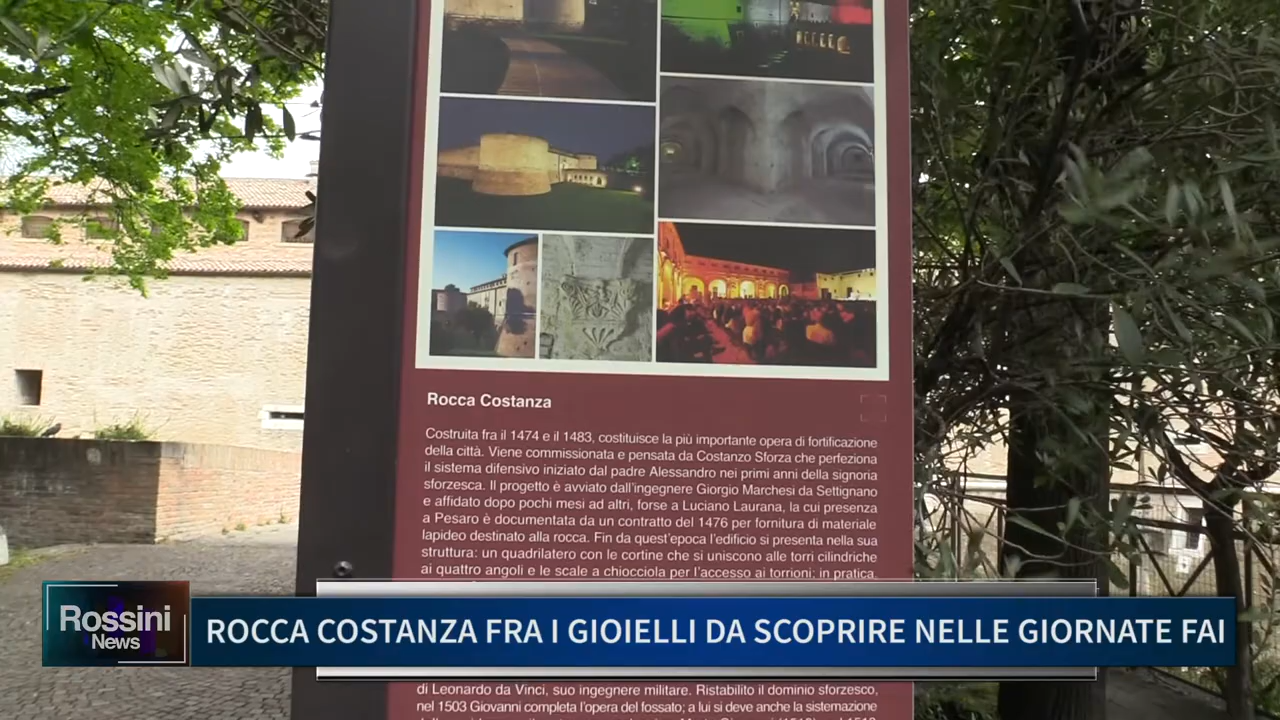 Rocca Costanza
Costruita fra il 1474 e il 1483, costituisce la più importante opera di fortificazione
della città. Viene commissionata e pensata da Costanzo Sforza che perfeziona
il sistema difensivo iniziato dal padre Alessandro nei primi anni della signoria
sforzesca. Il progetto è avviato dall'ingegnere Giorgio Marchesi da Settignano
e affidato dopo pochi mesi ad altri, forse a Luciano Laurana, la cui presenza
a Pesaro è documentata da un contratto del 1476 per fornitura di materiale
lapideo destinato alla rocca. Fin da quest'epoca l'edificio si presenta nella sua
struttura: un quadrilatero con le cortine che si uniscono alle torri cilindriche
ai quattro angoli e le scale a chiocciola per l'accesso ai torrioni; in pratica,
Rossini
News
ROCCA COSTANZA FRA I GIOIELLI DA SCOPRIRE NELLE GIORNATE FAI
di Leonardo da Vinci, suo ingegnere militare. Ristabilito il dominio sforzesco,
nel 1503 Giovanni completa l'opera del fossato; a lui si deve anche la sistemazione